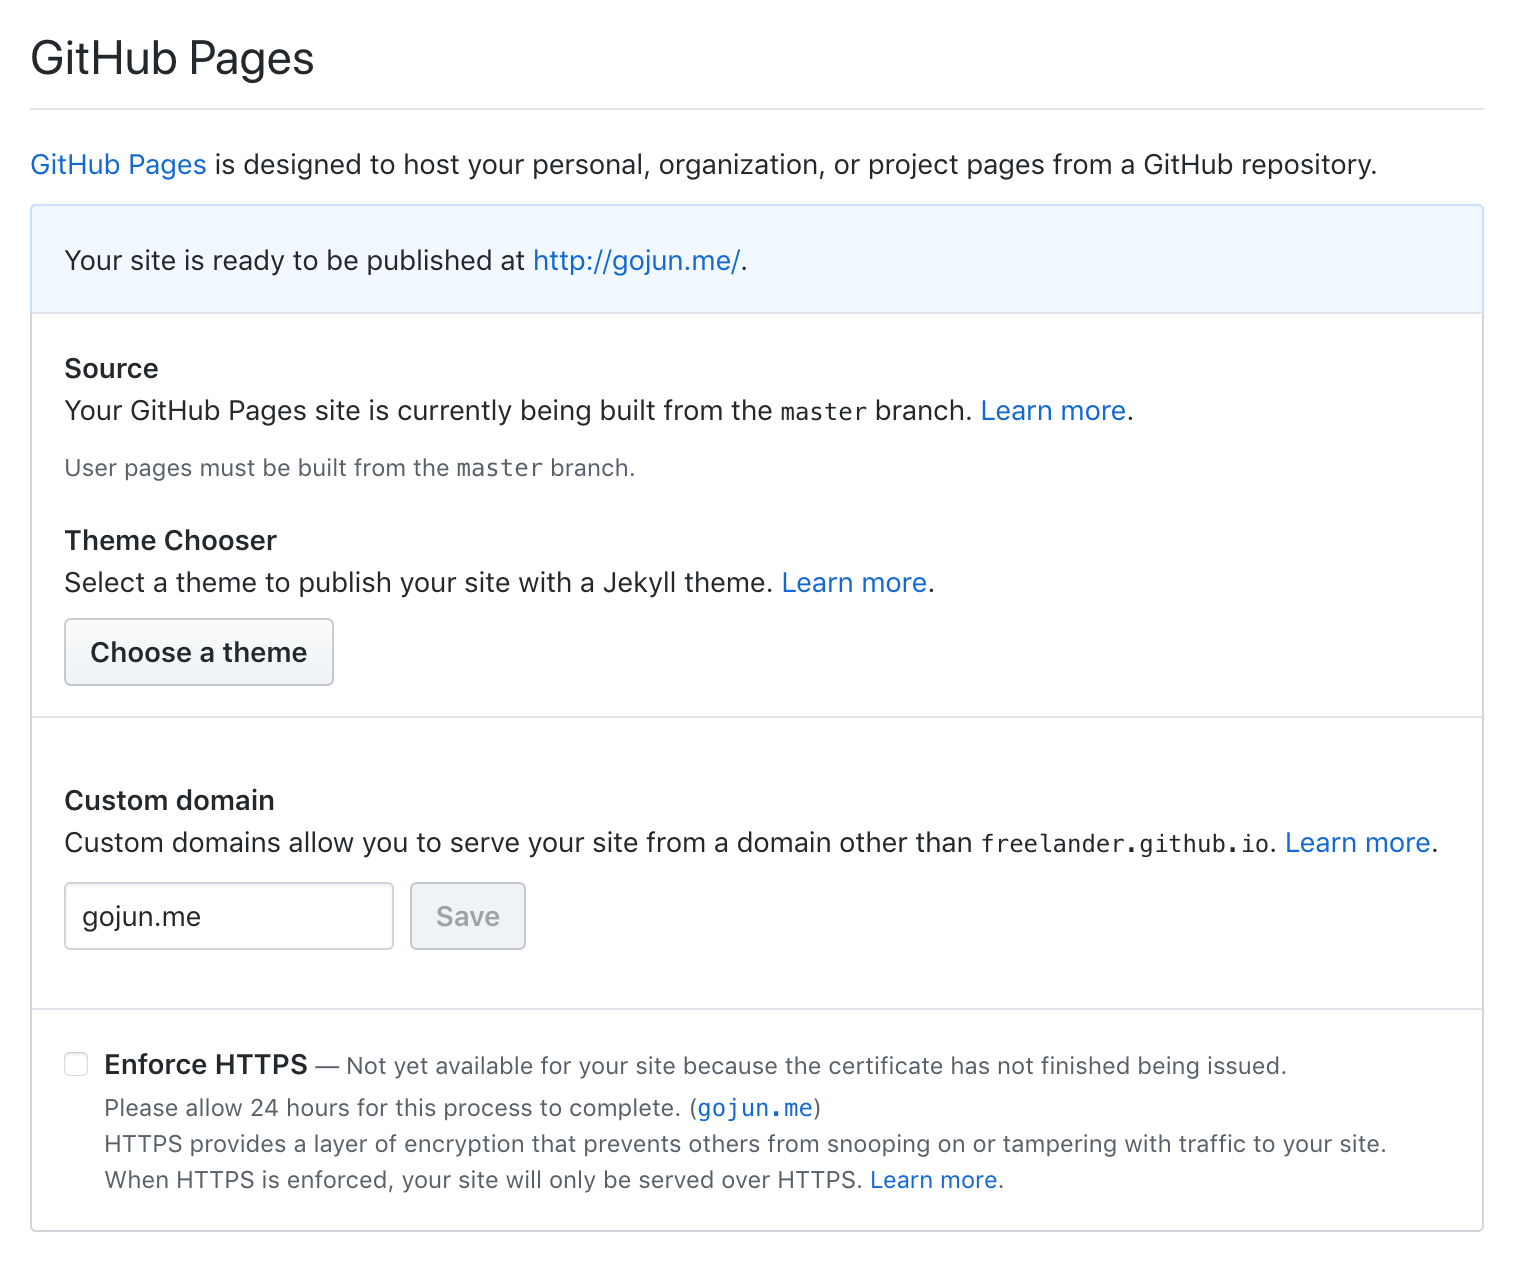 GitHub Pages
GitHub Pages is designed to host your personal, organization, or project pages from a GitHub repository.
Your site is ready to be published at http://gojun.me/.
Source
Your GitHub Pages site is currently being built from the master branch. Learn more.
User pages must be built from the master branch.
Theme Chooser
Select a theme to publish your site with a Jekyll theme. Learn more.
Choose a theme
Custom domain
Custom domains allow you to serve your site from a domain other than freelander.github.io. Learn more.
gojun.me Save
Enforce HTTPS — Not yet available for your site because the certificate has not finished being issued.
Please allow 24 hours for this process to complete. (gojun.me)
HTTPS provides a layer of encryption that prevents others from snooping on or tampering with traffic to your site.
When HTTPS is enforced, your site will only be served over HTTPS. Learn more.